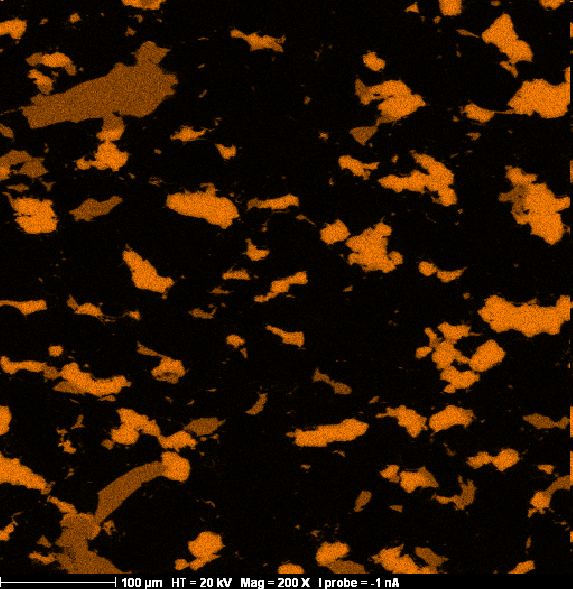 100 µm HT = 20 kV Mag = 200 X I probe = -1 nA